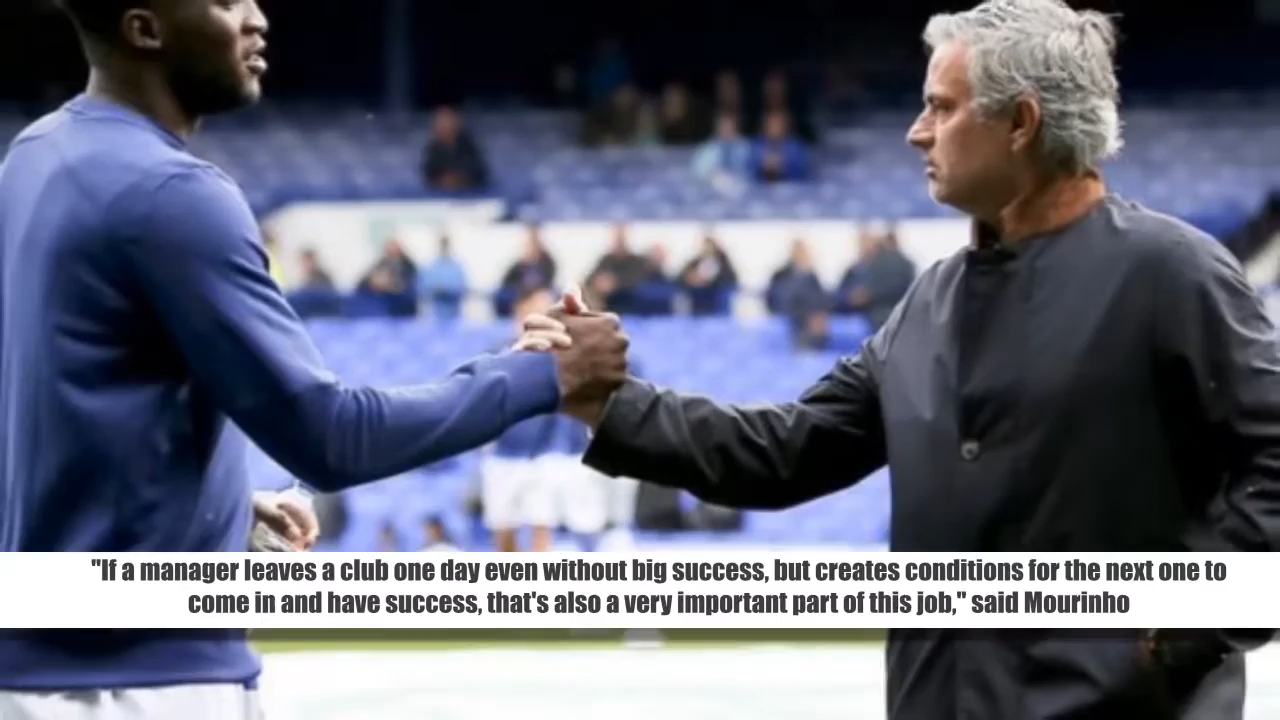 "If a manager leaves a club one day even without big success, but creates conditions for the next one to
come in and have success, that's also a very important part of this job," said Mourinho